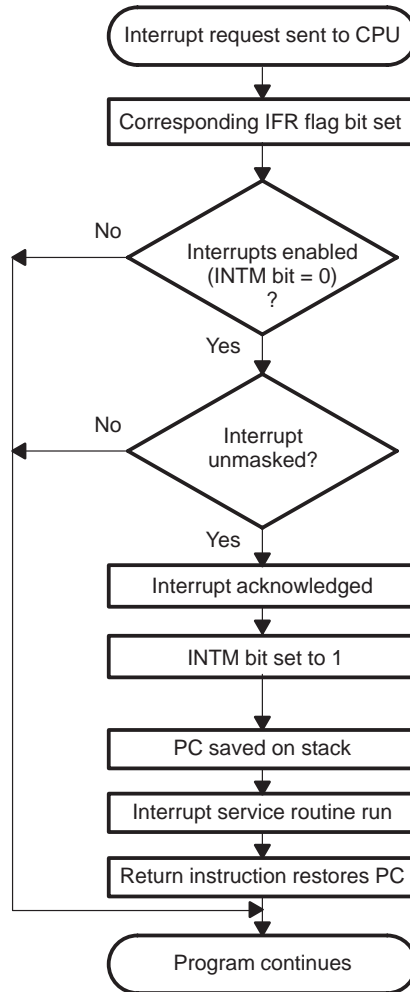 Interrupt request sent to CPU
Corresponding IFR flag bit set
No
Interrupts enabled
(INTM bit = 0)
?
Yes
No
Interrupt
unmasked?
Yes
Interrupt acknowledged
INTM bit set to 1
PC saved on stack
Interrupt service routine run
Return instruction restores PC
Program continues